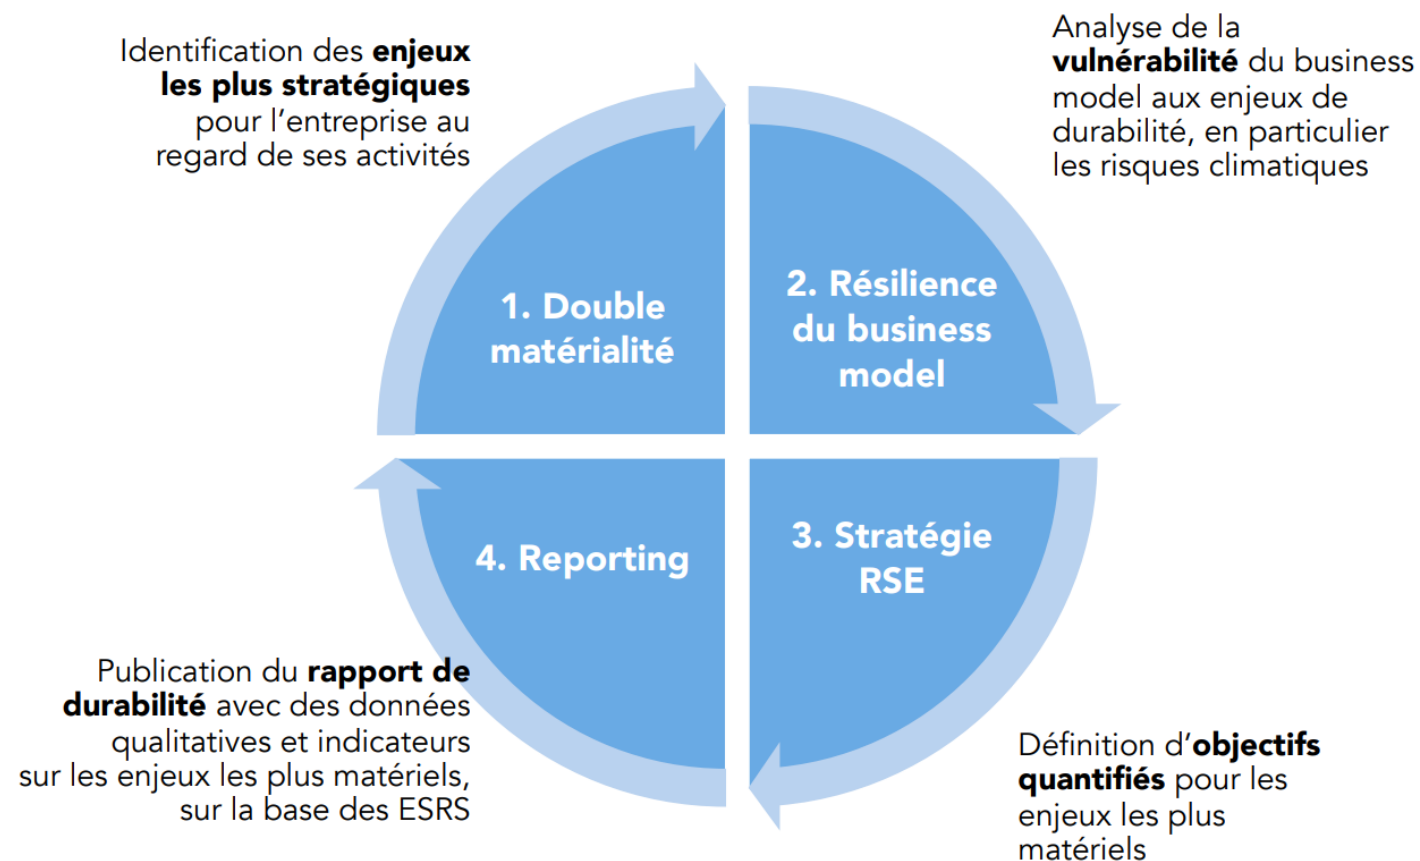 Identification des enjeux
les plus stratégiques
pour l'entreprise au
regard de ses activités
Analyse de la
vulnérabilité du business
model aux enjeux de
durabilité, en particulier
les risques climatiques
1. Double
matérialité
2. Résilience
du business
model
4. Reporting
3. Stratégie
RSE
Publication du rapport de
durabilité avec des données
qualitatives et indicateurs
sur les enjeux les plus matériels,
sur la base des ESRS
Définition d'objectifs
quantifiés pour les
enjeux les plus
matériels